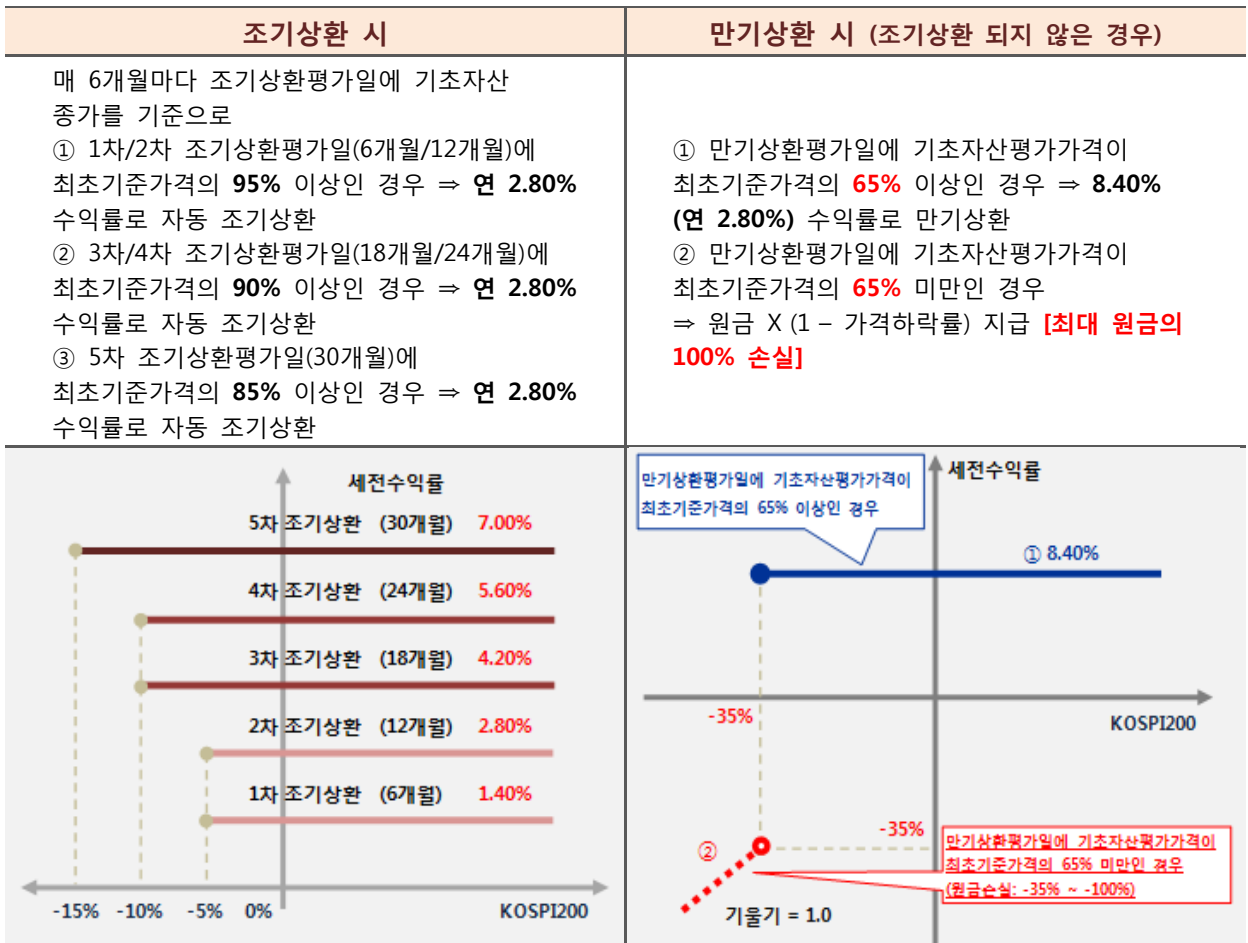 조기상환 시
만기상환 시 (조기상환 되지 않은 경우)
매 6개월마다 조기상환평가일에 기초자산
종가를 기준으로
① 1차/2차 조기상환평가일(6개월/12개월)에
최초기준가격의 95% 이상인 경우 ⇒ 연 2.80%
수익률로 자동 조기상환
② 3차/4차 조기상환평가일(18개월/24개월)에
최초기준가격의 90% 이상인 경우 ⇒ 연 2.80%
수익률로 자동 조기상환
③ 5차 조기상환평가일(30개월)에
최초기준가격의 85% 이상인 경우 ⇒ 연 2.80%
수익률로 자동 조기상환
① 만기상환평가일에 기초자산평가가격이
최초기준가격의 65% 이상인 경우 ⇒ 8.40%
(연 2.80%) 수익률로 만기상환
② 만기상환평가일에 기초자산평가가격이
최초기준가격의 65% 미만인 경우
⇒ 원금 X (1 – 가격하락률) 지급 [최대 원금의
100% 손실]
세전수익률
5차 조기상환 (30개월) 7.00%
4차 조기상환 (24개월) 5.60%
3차 조기상환 (18개월) 4.20%
2차 조기상환 (12개월) 2.80%
1차 조기상환 (6개월) 1.40%
-15% -10% -5% 0% KOSPI200
만기상환평가일에 기초자산평가가격이
최초기준가격의 65% 이상인 경우
세전수익률
① 8.40%
-35%
KOSPI200
-35%
②
만기상환평가일에 기초자산평가가격이
최초기준가격의 65% 미만인 경우
(원금손실: -35% ~ -100%)
기울기 = 1.0